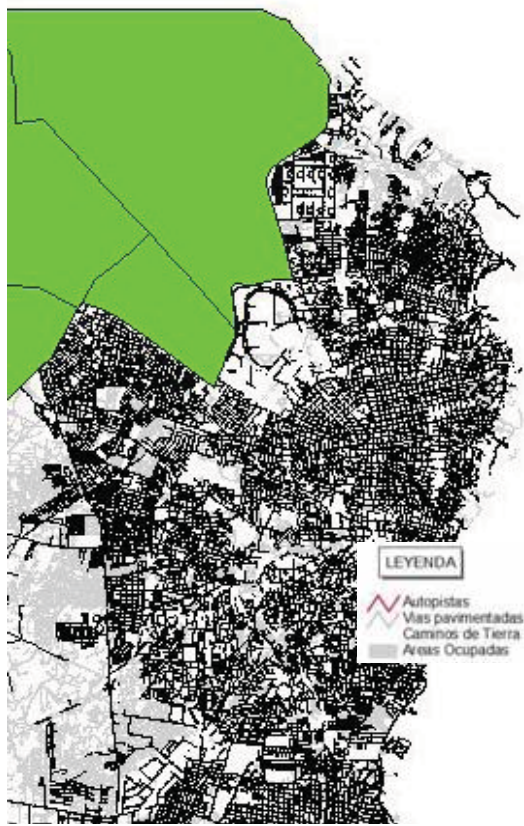 LEYENDA
Autopistas
Vias pavimentadas
Caminos de Tierra
Areas Ocupadas